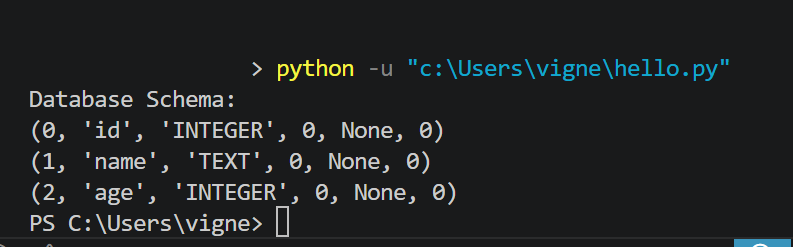 > python -u "c:\Users\vigne\hello.py"
Database Schema:
(0, 'id', 'INTEGER', 0, None, 0)
(1, 'name', 'TEXT', 0, None, 0)
(2, 'age', 'INTEGER', 0, None, 0)
PS C:\Users\vigne>